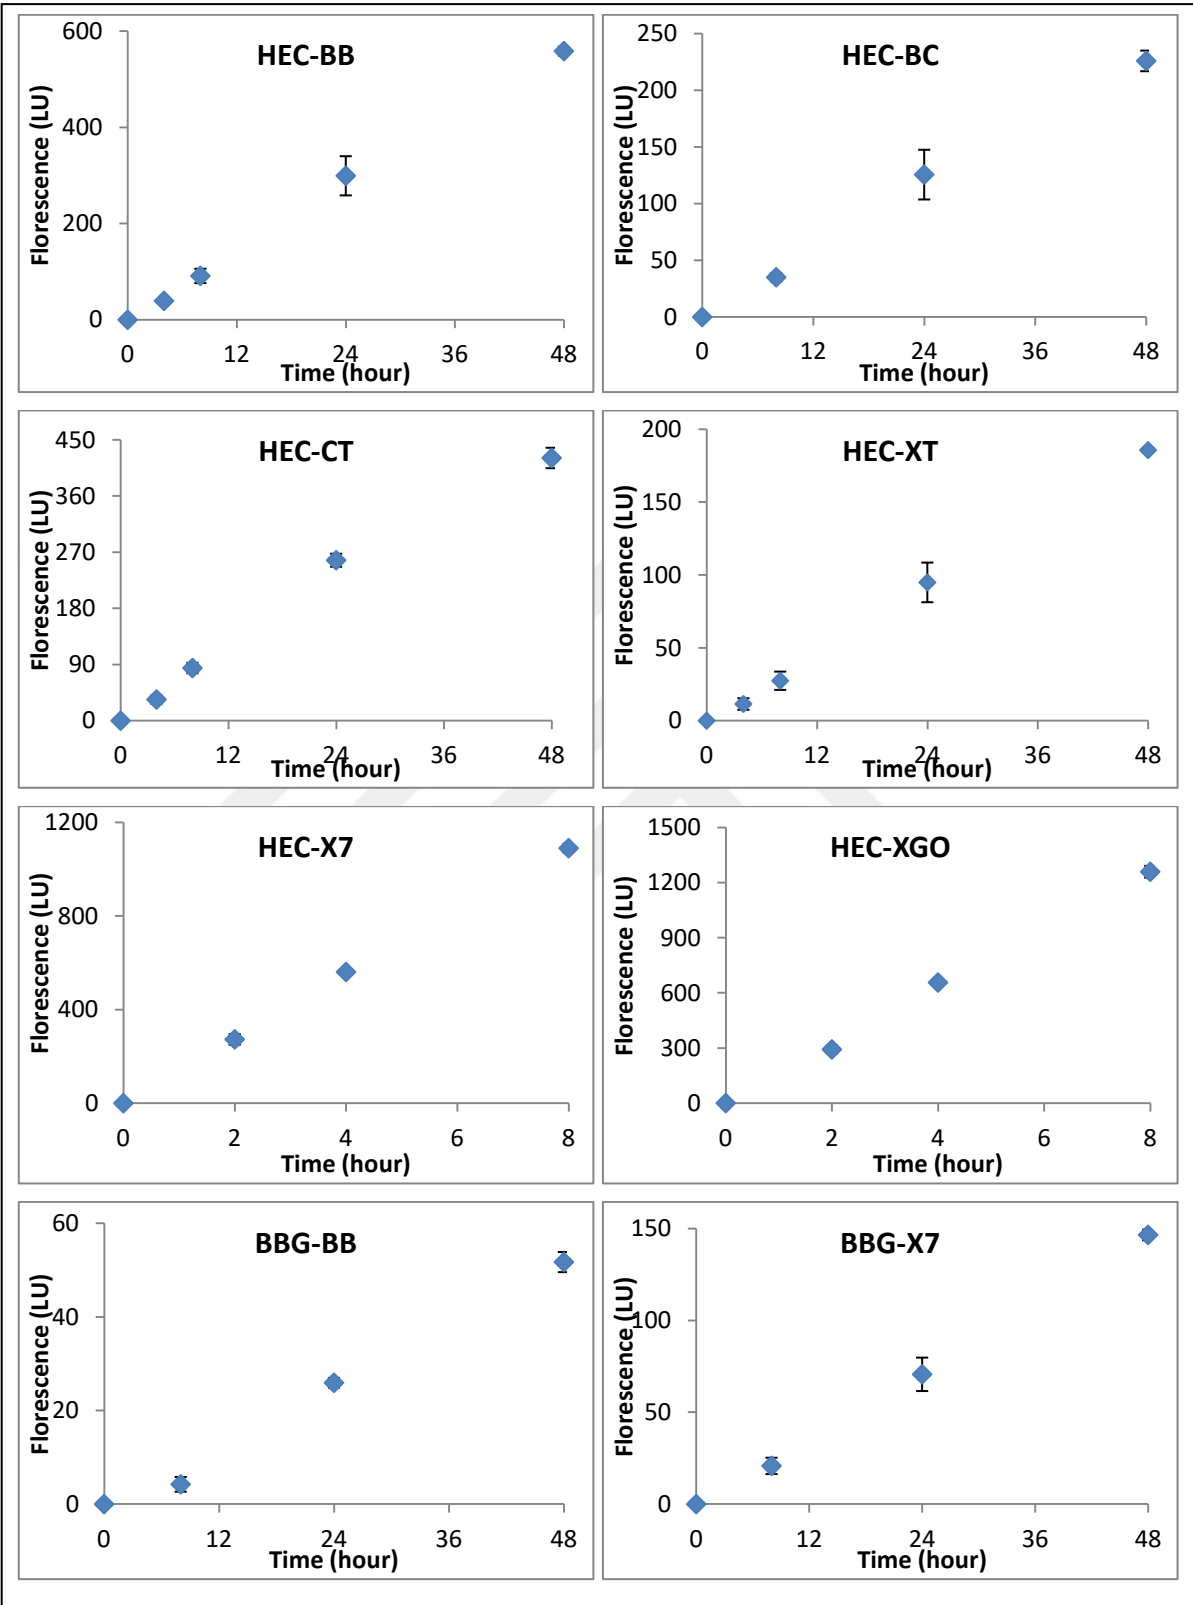 HEC-BB
Florescence (LU)
600
400
200
0
0 12 24 36 48
Time (hour)
HEC-BC
Florescence (LU)
250
200
150
100
50
0
0 12 24 36 48
Time (hour)
HEC-CT
Florescence (LU)
450
360
270
180
90
0
0 12 24 36 48
Time (hour)
HEC-XT
Florescence (LU)
200
150
100
50
0
0 12 24 36 48
Time (hour)
HEC-X7
Florescence (LU)
1200
800
400
0
0 2 4 6 8
Time (hour)
HEC-XGO
Florescence (LU)
1500
1200
900
600
300
0
0 2 4 6 8
Time (hour)
BBG-BB
Florescence (LU)
60
40
20
0
0 12 24 36 48
Time (hour)
BBG-X7
Florescence (LU)
150
100
50
0
0 12 24 36 48
Time (hour)